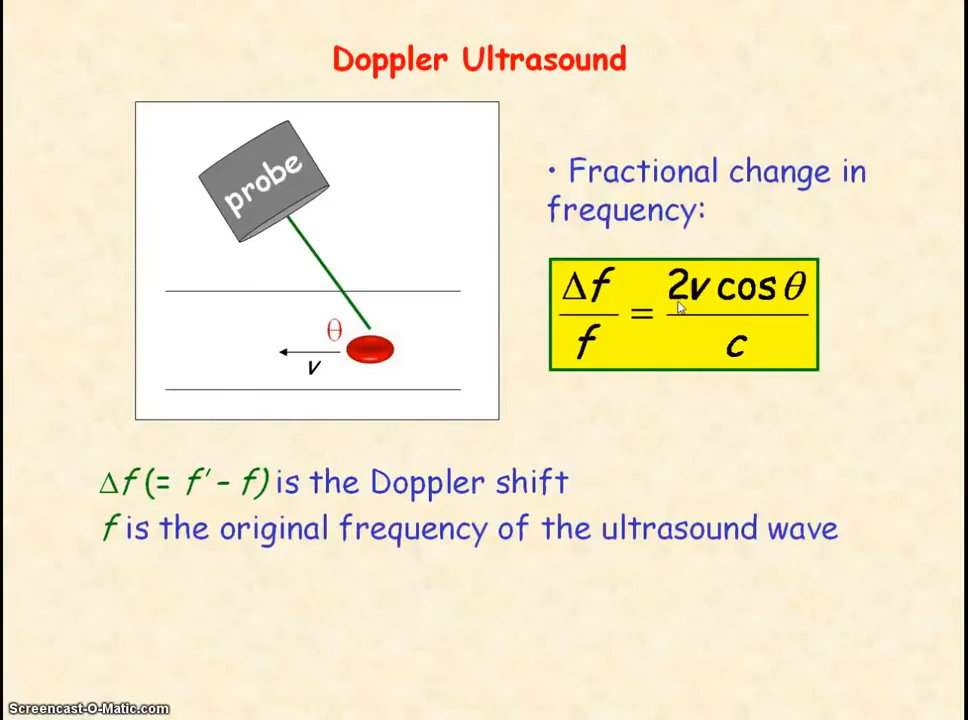 Doppler Ultrasound
probe
θ
v
• Fractional change in
frequency:
Δf/f = 2v cos θ/c
Δf (= f′ – f) is the Doppler shift
f is the original frequency of the ultrasound wave
Screencast-O-Matic.com